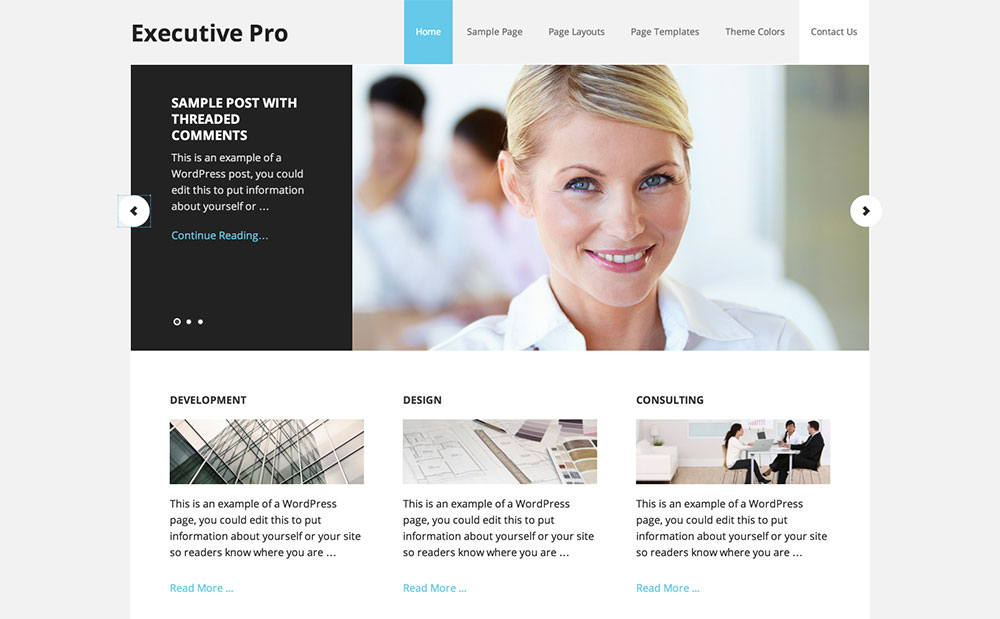 Executive Pro
Home Sample Page Page Layouts Page Templates Theme Colors Contact Us
SAMPLE POST WITH
THREADED
COMMENTS
This is an example of a
WordPress post, you could
edit this to put information
about yourself or …
Continue Reading…
DEVELOPMENT
This is an example of a WordPress
page, you could edit this to put
information about yourself or your site
so readers know where you are …
Read More …
DESIGN
This is an example of a WordPress
page, you could edit this to put
information about yourself or your site
so readers know where you are …
Read More …
CONSULTING
This is an example of a WordPress
page, you could edit this to put
information about yourself or your site
so readers know where you are …
Read More …